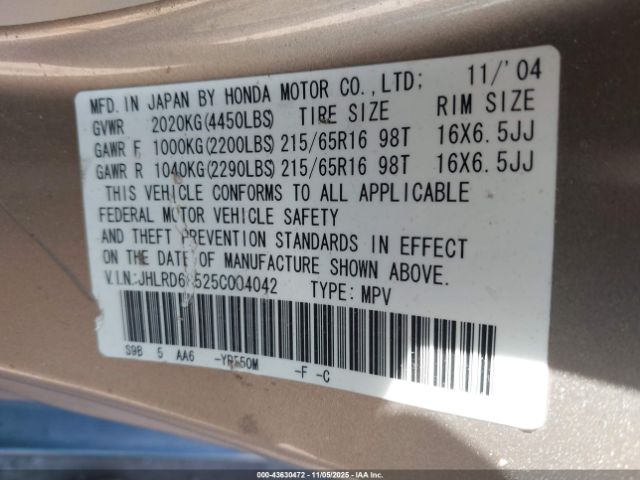 MFD. IN JAPAN BY HONDA MOTOR CO.,LTD; 11/'04
GVWR 2020KG(4450LBS) TIRE SIZE RIM SIZE
GAWR F 1000KG(2200LBS) 215/65R16 98T 16X6.5JJ
GAWR R 1040KG(2290LBS) 215/65R16 98T 16X6.5JJ
THIS VEHICLE CONFORMS TO ALL APPLICABLE
FEDERAL MOTOR VEHICLE SAFETY
AND THEFT PREVENTION STANDARDS IN EFFECT
ON THE DATE OF MANUFACTURE SHOWN ABOVE.
V.I.N.: TYPE: MPV
S9B 5 AA6 -F -C
00-43630472 - 11/05/2025 - Copyright IAA, Inc.